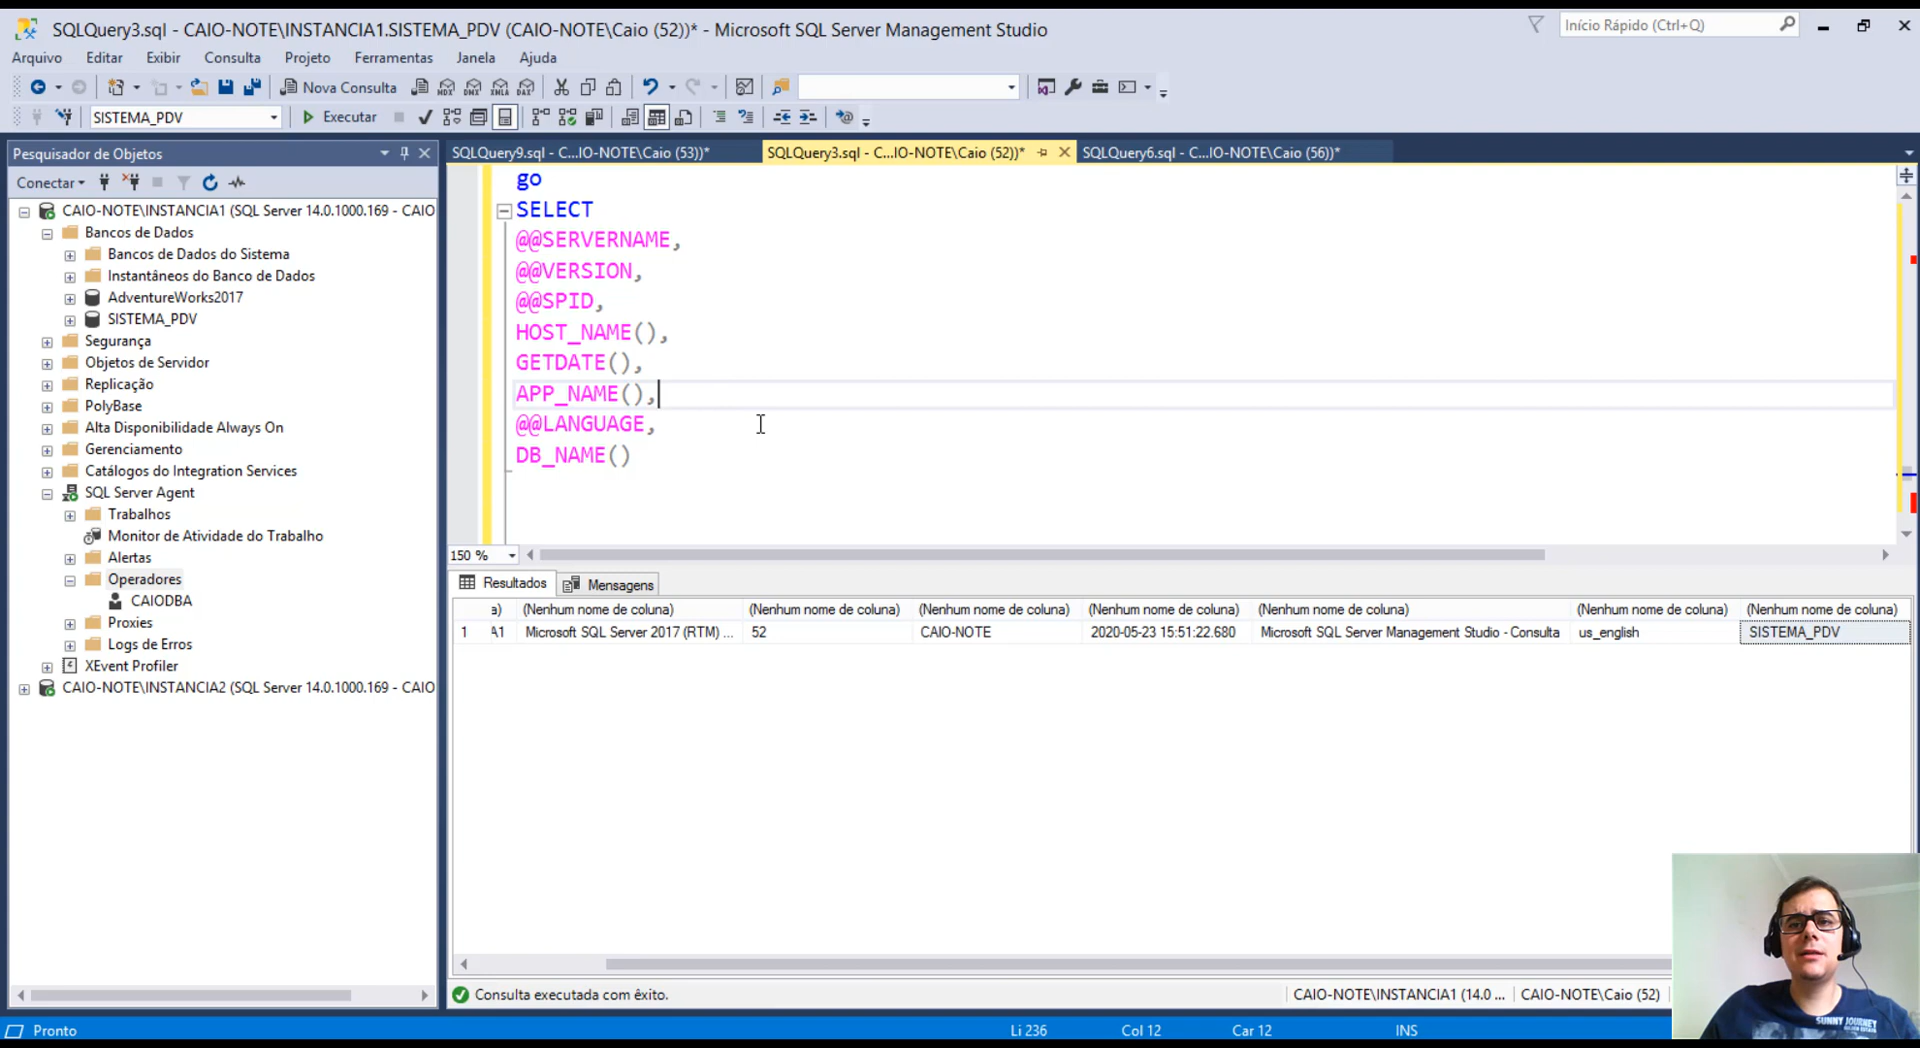 SQLQuery3.sql - CAIO-NOTE\INSTANCIA1.SISTEMA_PDV (CAIO-NOTE\Caio (52))* - Microsoft SQL Server Management Studio
Início Rápido (Ctrl+Q)
Arquivo Editar Exibir Consulta Projeto Ferramentas Janela Ajuda
Nova Consulta
SISTEMA_PDV Executar
Pesquisador de Objetos
Conectar
CAIO-NOTE\INSTANCIA1 (SQL Server 14.0.1000.169 - CAIO
Bancos de Dados
Bancos de Dados do Sistema
Instantâneos do Banco de Dados
AdventureWorks2017
SISTEMA_PDV
Segurança
Objetos de Servidor
Replicação
PolyBase
Alta Disponibilidade Always On
Gerenciamento
Catálogos do Integration Services
SQL Server Agent
Trabalhos
Monitor de Atividade do Trabalho
Alertas
Operadores
CAIODBA
Proxies
Logs de Erros
XEvent Profiler
CAIO-NOTE\INSTANCIA2 (SQL Server 14.0.1000.169 - CAIO
SQLQuery9.sql - C...IO-NOTE\Caio (53))* SQLQuery3.sql - C...IO-NOTE\Caio (52))* SQLQuery6.sql - C...IO-NOTE\Caio (56))*
go
SELECT
@@SERVERNAME,
@@VERSION,
@@SPID,
HOST_NAME(),
GETDATE(),
APP_NAME(),
@@LANGUAGE,
DB_NAME()
150 %
Resultados Mensagens
a) (Nenhum nome de coluna) (Nenhum nome de coluna) (Nenhum nome de coluna) (Nenhum nome de coluna) (Nenhum nome de coluna) (Nenhum nome de coluna) (Nenhum nome de coluna)
1 A1 Microsoft SQL Server 2017 (RTM) ... 52 CAIO-NOTE 2020-05-23 15:51:22.680 Microsoft SQL Server Management Studio - Consulta us_english SISTEMA_PDV
Consulta executada com êxito. CAIO-NOTE\INSTANCIA1 (14.0 ... CAIO-NOTE\Caio (52)
Pronto Li 236 Col 12 Car 12 INS
SUNNY JOURNEY